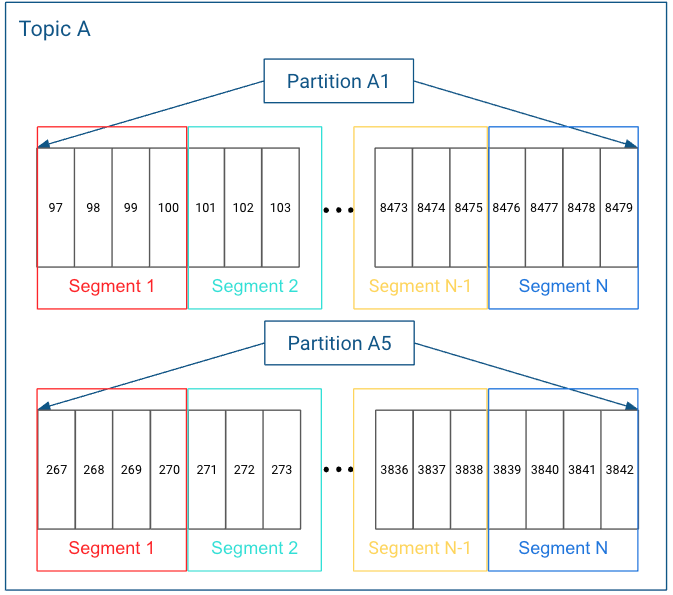 Topic A
Partition A1
97 98 99 100 101 102 103 ... 8473 8474 8475 8476 8477 8478 8479
Segment 1 Segment 2 Segment N-1 Segment N
Partition A5
267 268 269 270 271 272 273 ... 3836 3837 3838 3839 3840 3841 3842
Segment 1 Segment 2 Segment N-1 Segment N